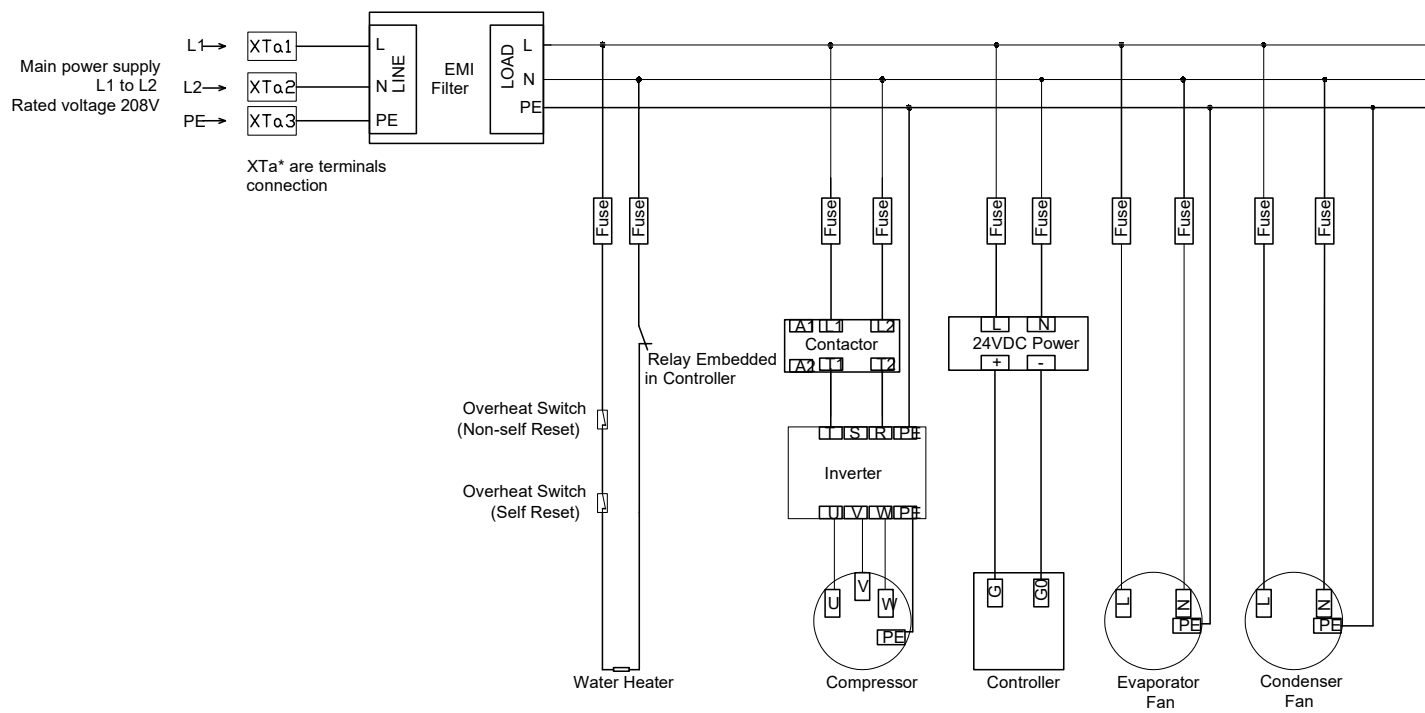 L1
XTa1
L
LINE
EMI
Filter
LOAD
L
Main power supply
L1 to L2
Rated voltage 208V
L2
XTa2
N
N
PE
XTa3
PE
PE
XTa* are terminals
connection
Fuse
Fuse
Fuse
Fuse
Fuse
Fuse
Fuse
Fuse
Fuse
Fuse
A1
L1
L2
Contactor
A2
T1
T2
L
N
24VDC Power
+
-
Relay Embedded
in Controller
Overheat Switch
(Non-self Reset)
T
S
R
PE
Inverter
U
V
W
PE
Overheat Switch
(Self Reset)
U
V
W
PE
G
G0
L
N
PE
L
N
PE
Water Heater
Compressor
Controller
Evaporator
Fan
Condenser
Fan